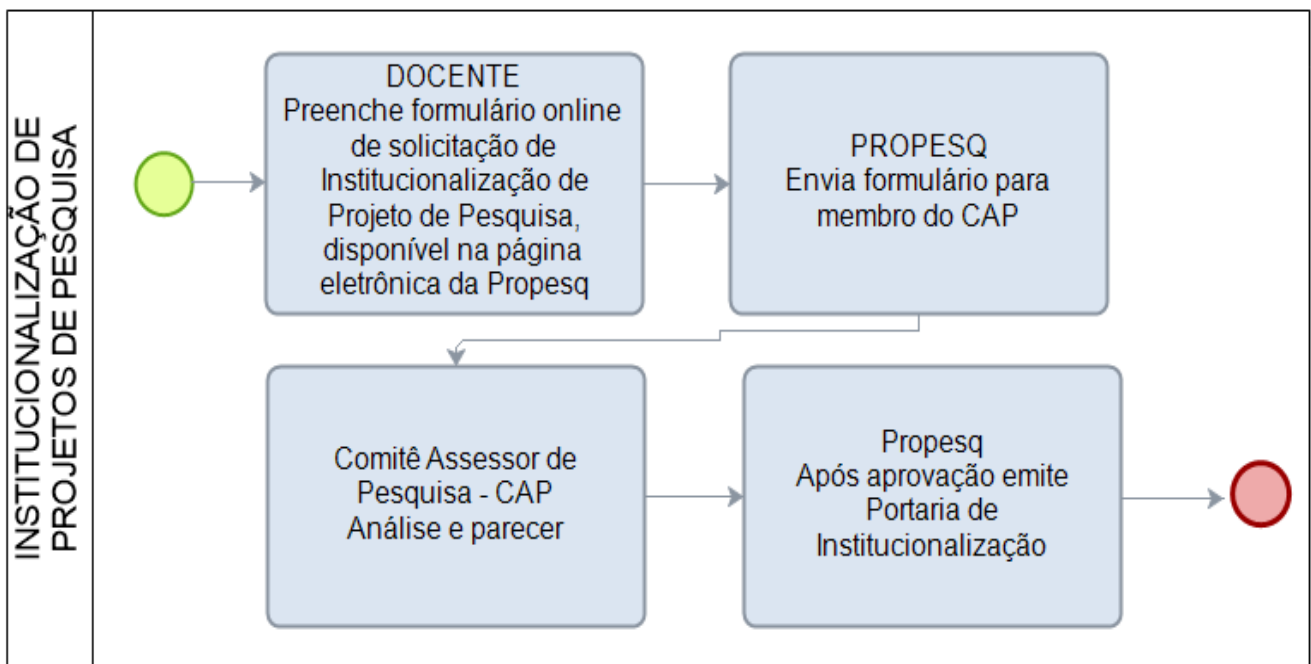 INSTITUCIONALIZAÇÃO DE
PROJETOS DE PESQUISA
DOCENTE
Preenche formulário online
de solicitação de
Institucionalização de
Projeto de Pesquisa,
disponível na página
eletrônica da Propesq
PROPESQ
Envia formulário para
membro do CAP
Comitê Assessor de
Pesquisa - CAP
Análise e parecer
Propesq
Após aprovação emite
Portaria de
Institucionalização